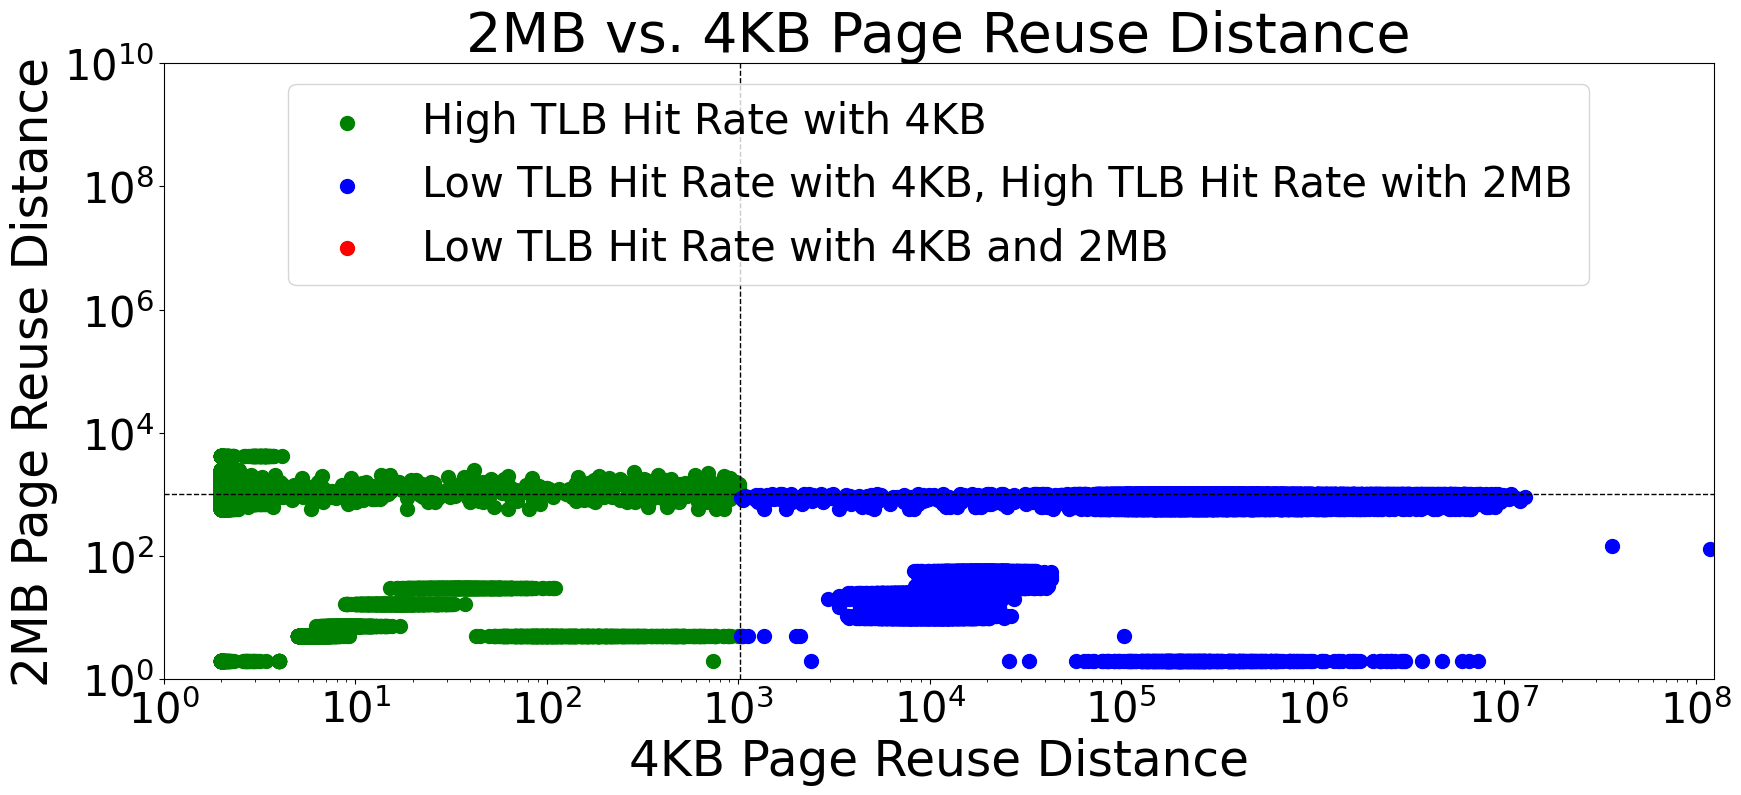 2MB vs. 4KB Page Reuse Distance
2MB Page Reuse Distance
10^10
10^8
10^6
10^4
10^2
10^0
High TLB Hit Rate with 4KB
Low TLB Hit Rate with 4KB, High TLB Hit Rate with 2MB
Low TLB Hit Rate with 4KB and 2MB
10^0 10^1 10^2 10^3 10^4 10^5 10^6 10^7 10^8
4KB Page Reuse Distance